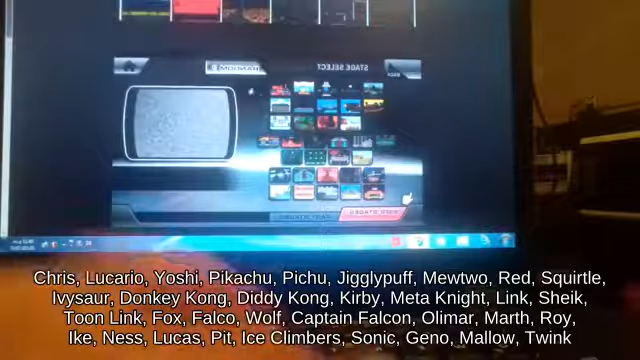 STAGE SELECT
RANDOM
BACK
Chris, Lucario, Yoshi, Pikachu, Pichu, Jigglypuff, Mewtwo, Red, Squirtle,
Ivysaur, Donkey Kong, Diddy Kong, Kirby, Meta Knight, Link, Sheik,
Toon Link, Fox, Falco, Wolf, Captain Falcon, Olimar, Marth, Roy,
Ike, Ness, Lucas, Pit, Ice Climbers, Sonic, Geno, Mallow, Twink